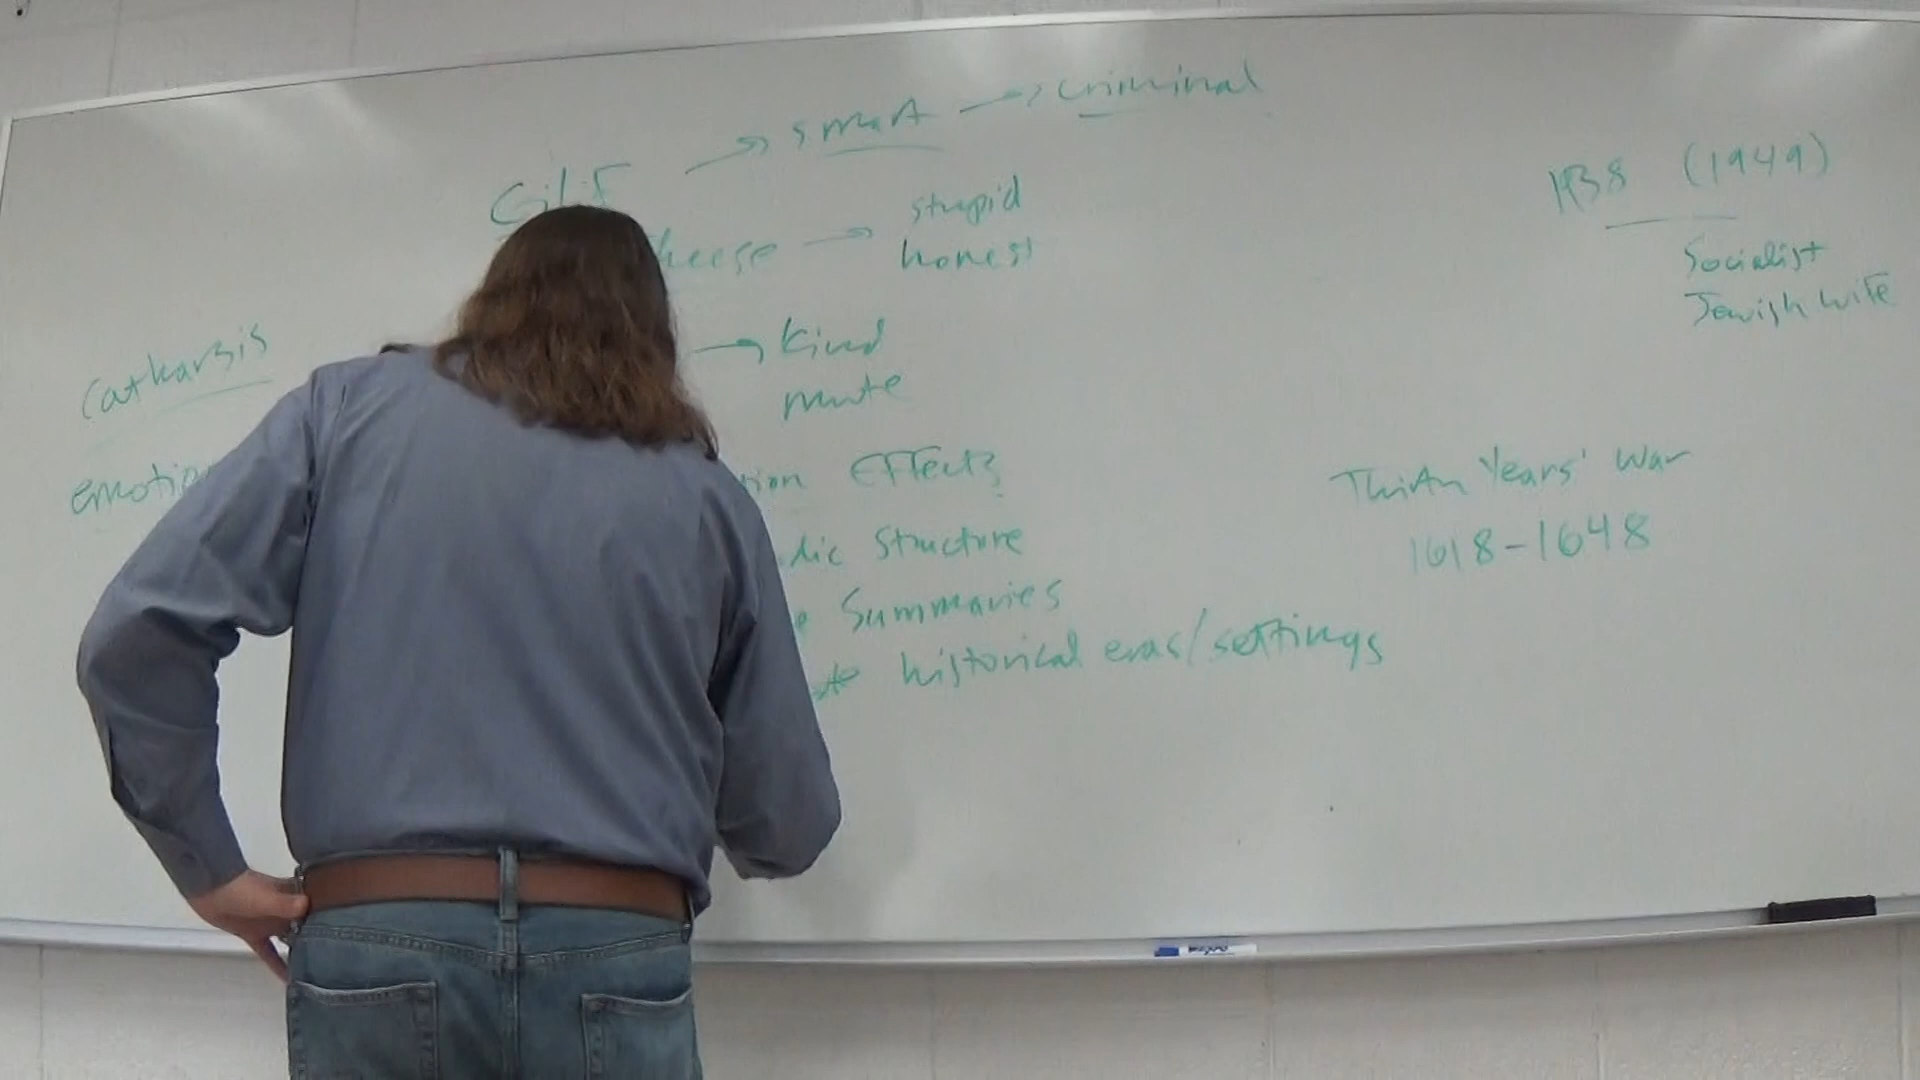 smart → criminal
Eilif
stupid
heese →
honest
→ Kind
mute
Catharsis
emotio
tion Effects
dic Structure
e Summaries
historical eras/settings
1938 (1949)
Socialist
Jewish wife
Thirty Years' War
1618-1648